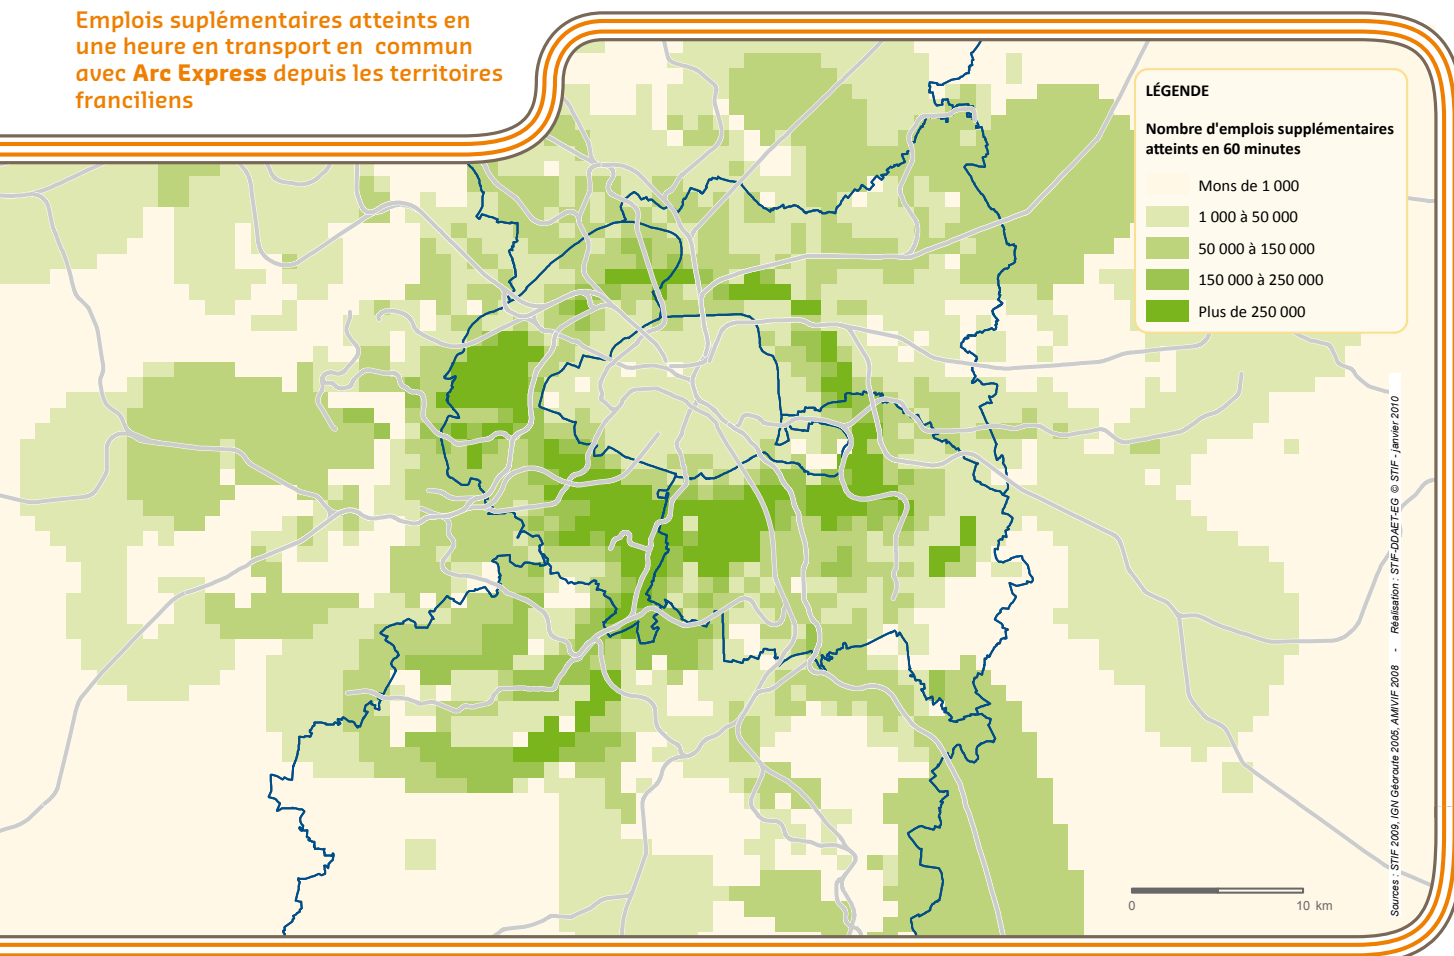 Emplois suplémentaires atteints en
une heure en transport en commun
avec Arc Express depuis les territoires
franciliens
LÉGENDE
Nombre d'emplois supplémentaires
atteints en 60 minutes
Mons de 1 000
1 000 à 50 000
50 000 à 150 000
150 000 à 250 000
Plus de 250 000
0 10 km
Sources : STIF 2009, IGN Géoroute 2005, AMIVIF 2008 - Réalisation : STIF-DDAET-EG © STIF - janvier 2010